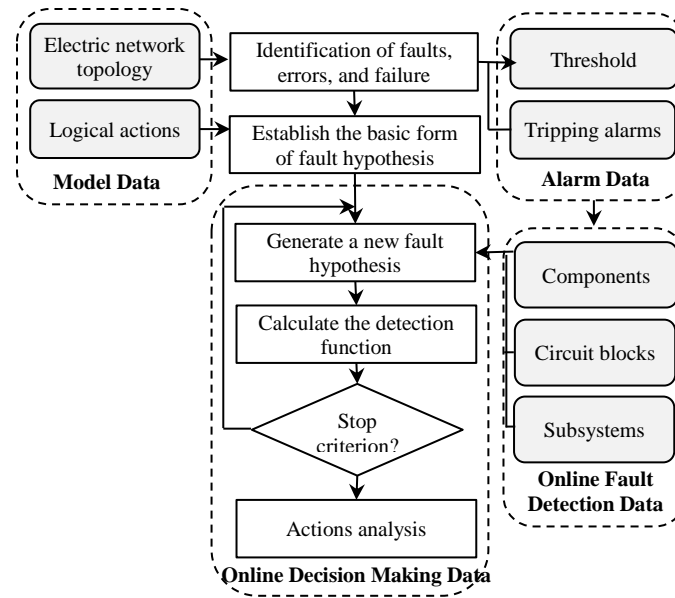 Electric network
topology
Logical actions
Model Data
Identification of faults,
errors, and failure
Establish the basic form
of fault hypothesis
Threshold
Tripping alarms
Alarm Data
Generate a new fault
hypothesis
Calculate the detection
function
Stop
criterion?
Actions analysis
Online Decision Making Data
Components
Circuit blocks
Subsystems
Online Fault
Detection Data